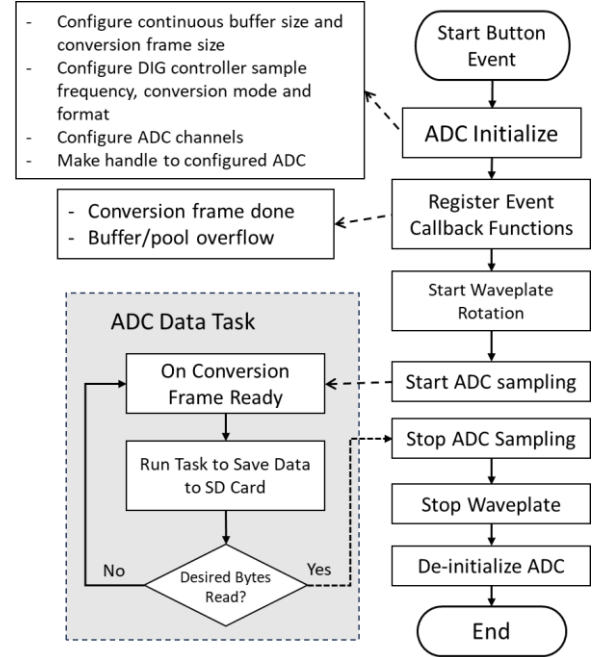 - Configure continuous buffer size and
conversion frame size
- Configure DIG controller sample
frequency, conversion mode and
format
- Configure ADC channels
- Make handle to configured ADC
Start Button
Event
ADC Initialize
- Conversion frame done
- Buffer/pool overflow
Register Event
Callback Functions
Start Waveplate
Rotation
ADC Data Task
On Conversion
Frame Ready
Start ADC sampling
Run Task to Save Data
to SD Card
Stop ADC Sampling
Stop Waveplate
No
Desired Bytes
Read?
Yes
De-initialize ADC
End